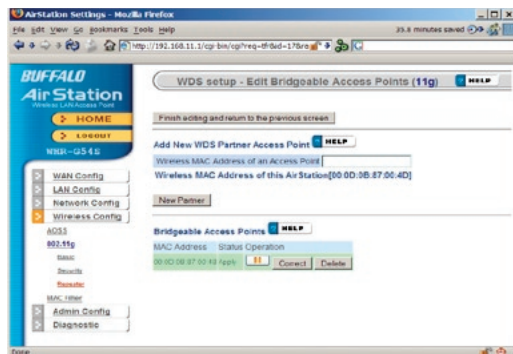 AirStation Settings - Mozilla Firefox
File Edit View Go Bookmarks Tools Help
33.8 minutes saved
BUFFALO
AirStation
Wireless LAN Access Point
HOME
LOGOUT
WHR-G54S
WAN Config
LAN Config
Network Config
Wireless Config
AOSS
802.11g
Basic
Security
Repeater
MAC Filter
Admin Config
Diagnostic
WDS setup - Edit Bridgeable Access Points (11g) HELP
Finish editing and return to the previous screen
Add New WDS Partner Access Point HELP
Wireless MAC Address of an Access Point
Wireless MAC Address of this AirStation[00:0D:0B:87:00:4D]
New Partner
Bridgeable Access Points HELP
MAC Address Status Operation
Apply Correct Delete
Done